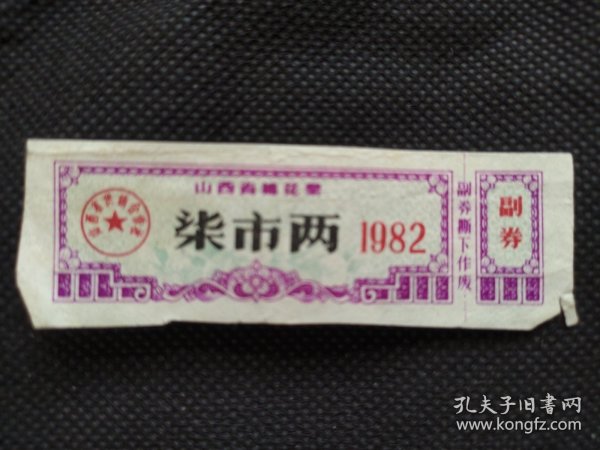 山西省棉花票
柒市两 1982
副券撕下作废
副券
孔夫子旧书网
www.kongfz.com